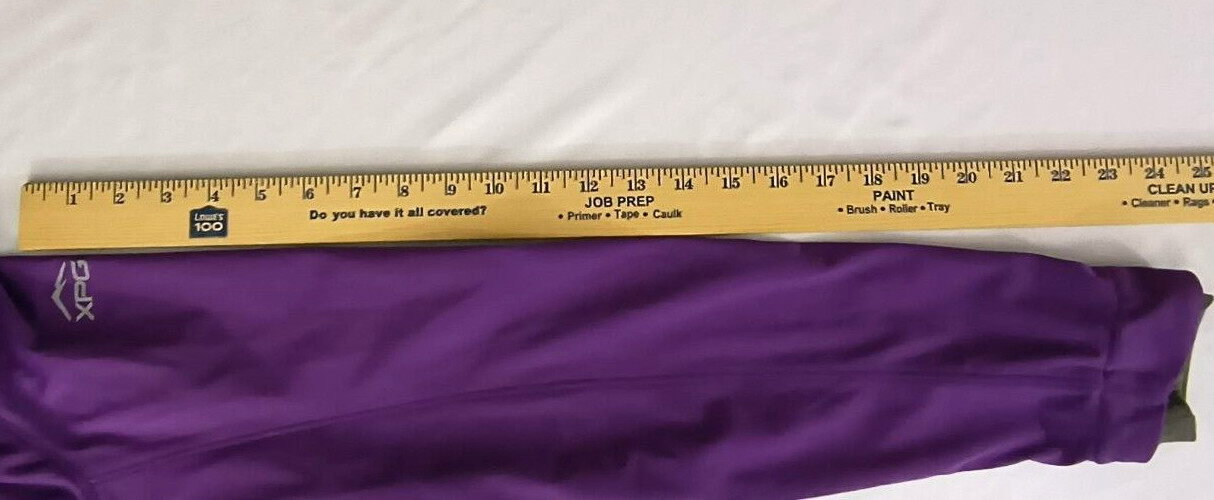 1 2 3 4 5 6 7 8 9 10 11 12 13 14 15 16 17 18 19 20 21 22 23 24 25
Lowe's
100
Do you have it all covered?
JOB PREP
• Primer • Tape • Caulk
PAINT
• Brush • Roller • Tray
CLEAN UP
• Cleaner • Rags •
XPG